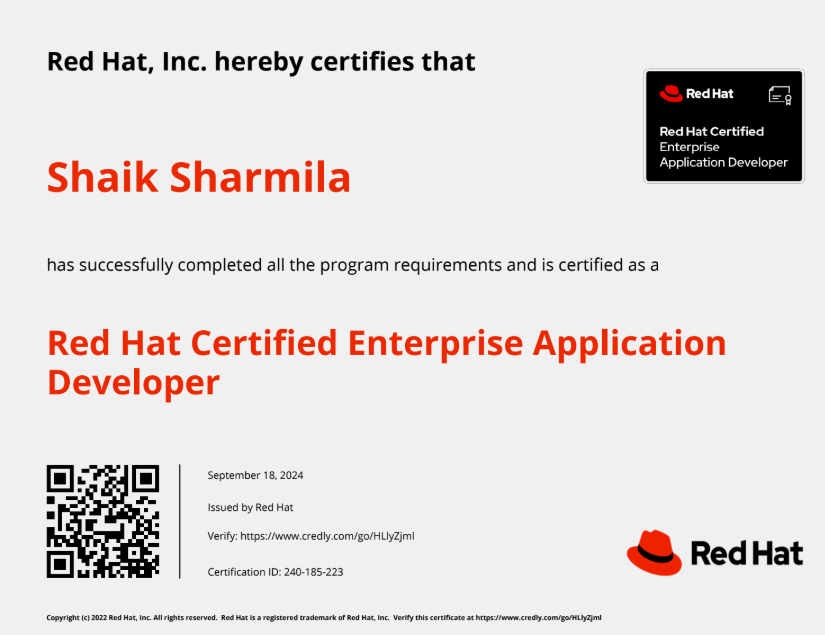 Red Hat, Inc. hereby certifies that
Red Hat
Red Hat Certified
Enterprise
Application Developer
Shaik Sharmila
has successfully completed all the program requirements and is certified as a
Red Hat Certified Enterprise Application
Developer
September 18, 2024
Issued by Red Hat
Verify: https://www.credly.com/go/HLlyZjml
Certification ID: 240-185-223
Red Hat
Copyright (c) 2022 Red Hat, Inc. All rights reserved. Red Hat is a registered trademark of Red Hat, Inc. Verify this certificate at https://www.credly.com/go/HLlyZjml